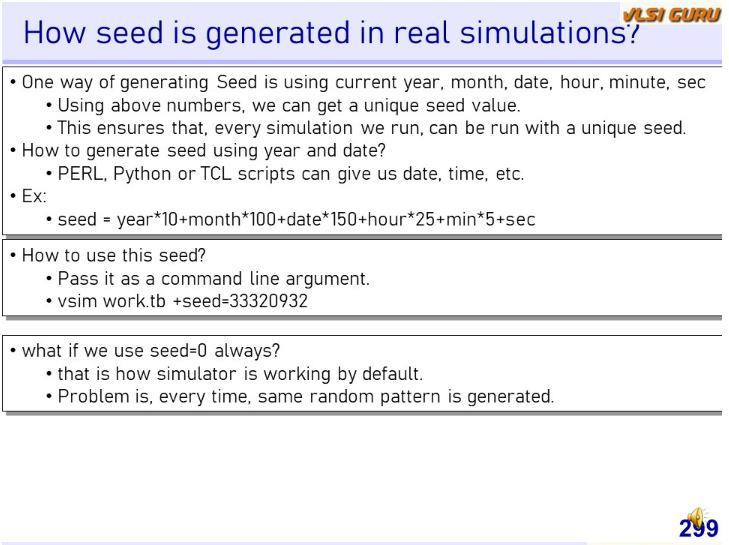 VLSI GURU
How seed is generated in real simulations?
• One way of generating Seed is using current year, month, date, hour, minute, sec
• Using above numbers, we can get a unique seed value.
• This ensures that, every simulation we run, can be run with a unique seed.
• How to generate seed using year and date?
• PERL, Python or TCL scripts can give us date, time, etc.
• Ex:
• seed = year*10+month*100+date*150+hour*25+min*5+sec
• How to use this seed?
• Pass it as a command line argument.
• vsim work.tb +seed=33320932
• what if we use seed=0 always?
• that is how simulator is working by default.
• Problem is, every time, same random pattern is generated.
299